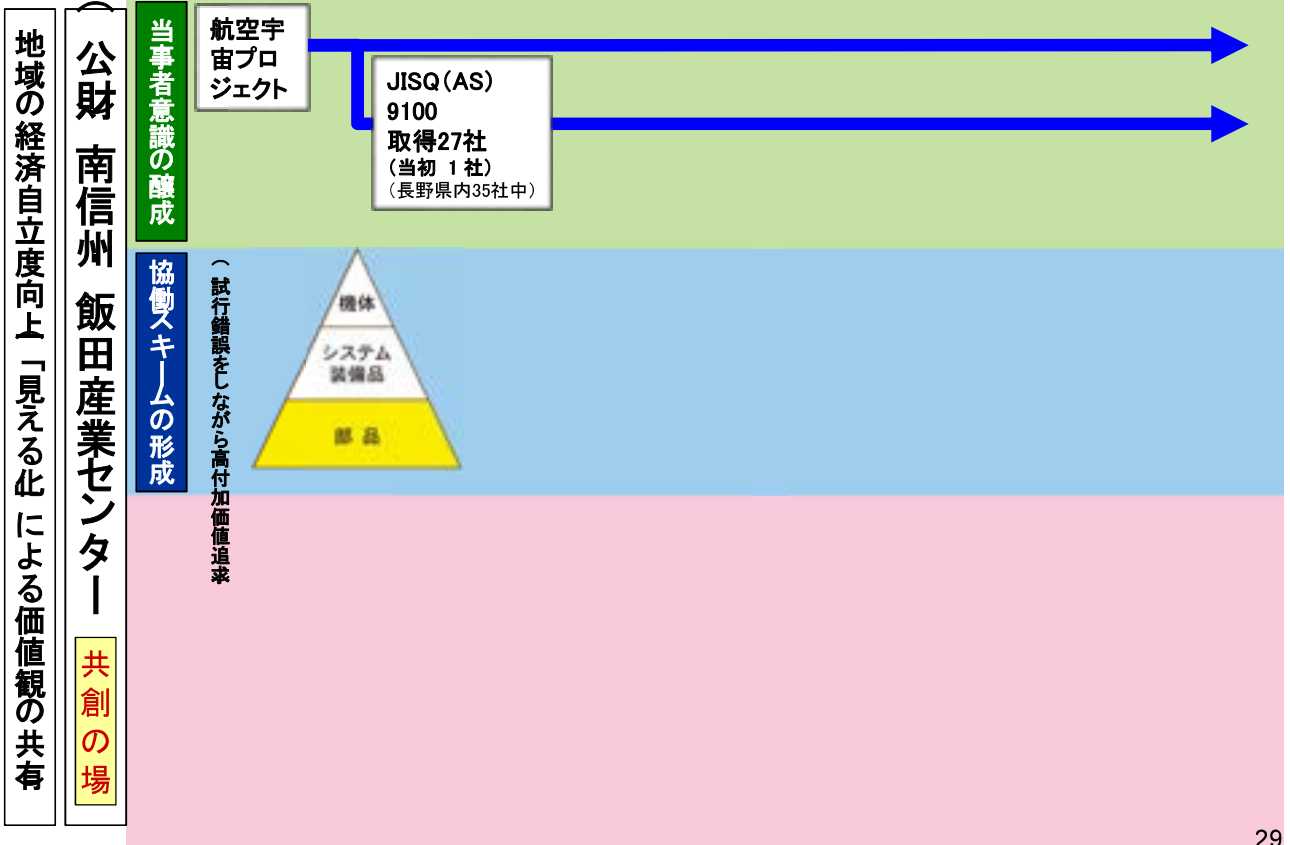 地域の経済自立度向上「見える化」による価値観の共有
(公財)南信州・飯田産業センター
共創の場
当事者意識の醸成
航空宇
宙プロ
ジェクト
JISQ(AS)
9100
取得27社
(当初 1 社)
(長野県内35社中)
協働スキームの形成
(試行錯誤をしながら高付加価値追求
機体
システム
装備品
部 品
29